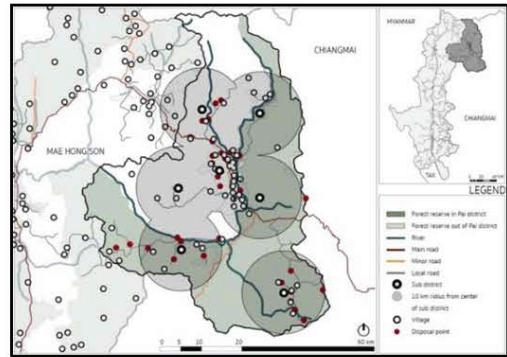 CHIANGMAI
MAE HONG SON
0 5 10 20
MYANMAR
CHIANGMAI
TAK
LEGEND
Forest reserve in Pai district
Forest reserve out of Pai district
River
Main road
Minor road
Local road
Sub district
10 km ridius from center
of sub district
Village
Disposal point